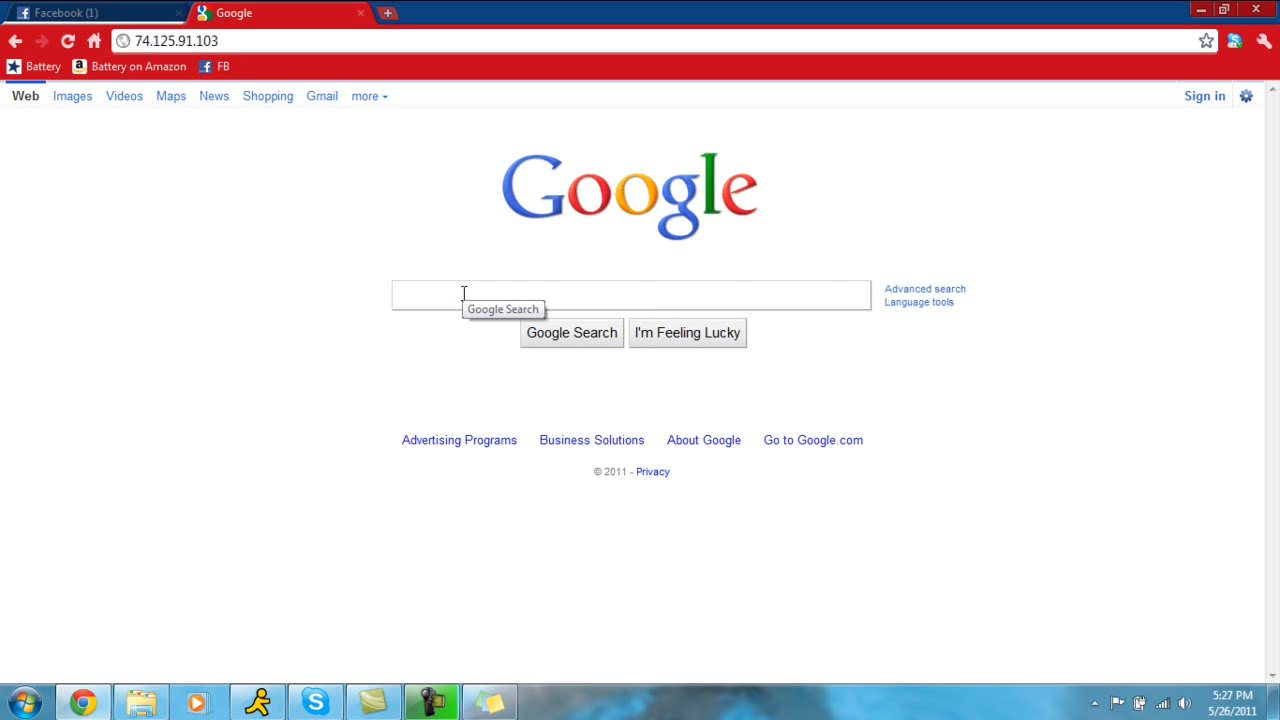 Facebook (1)
Google
74.125.91.103
Battery
Battery on Amazon
FB
Web Images Videos Maps News Shopping Gmail more
Sign in
Google
Advanced search
Language tools
Google Search
Google Search
I'm Feeling Lucky
Advertising Programs Business Solutions About Google Go to Google.com
© 2011 - Privacy
5:27 PM
5/26/2011